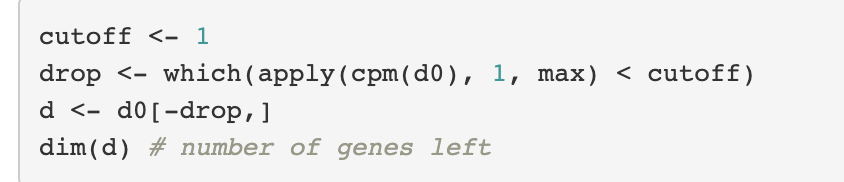 cutoff <- 1
drop <- which(apply(cpm(d0), 1, max) < cutoff)
d <- d0[-drop,]
dim(d) # number of genes left